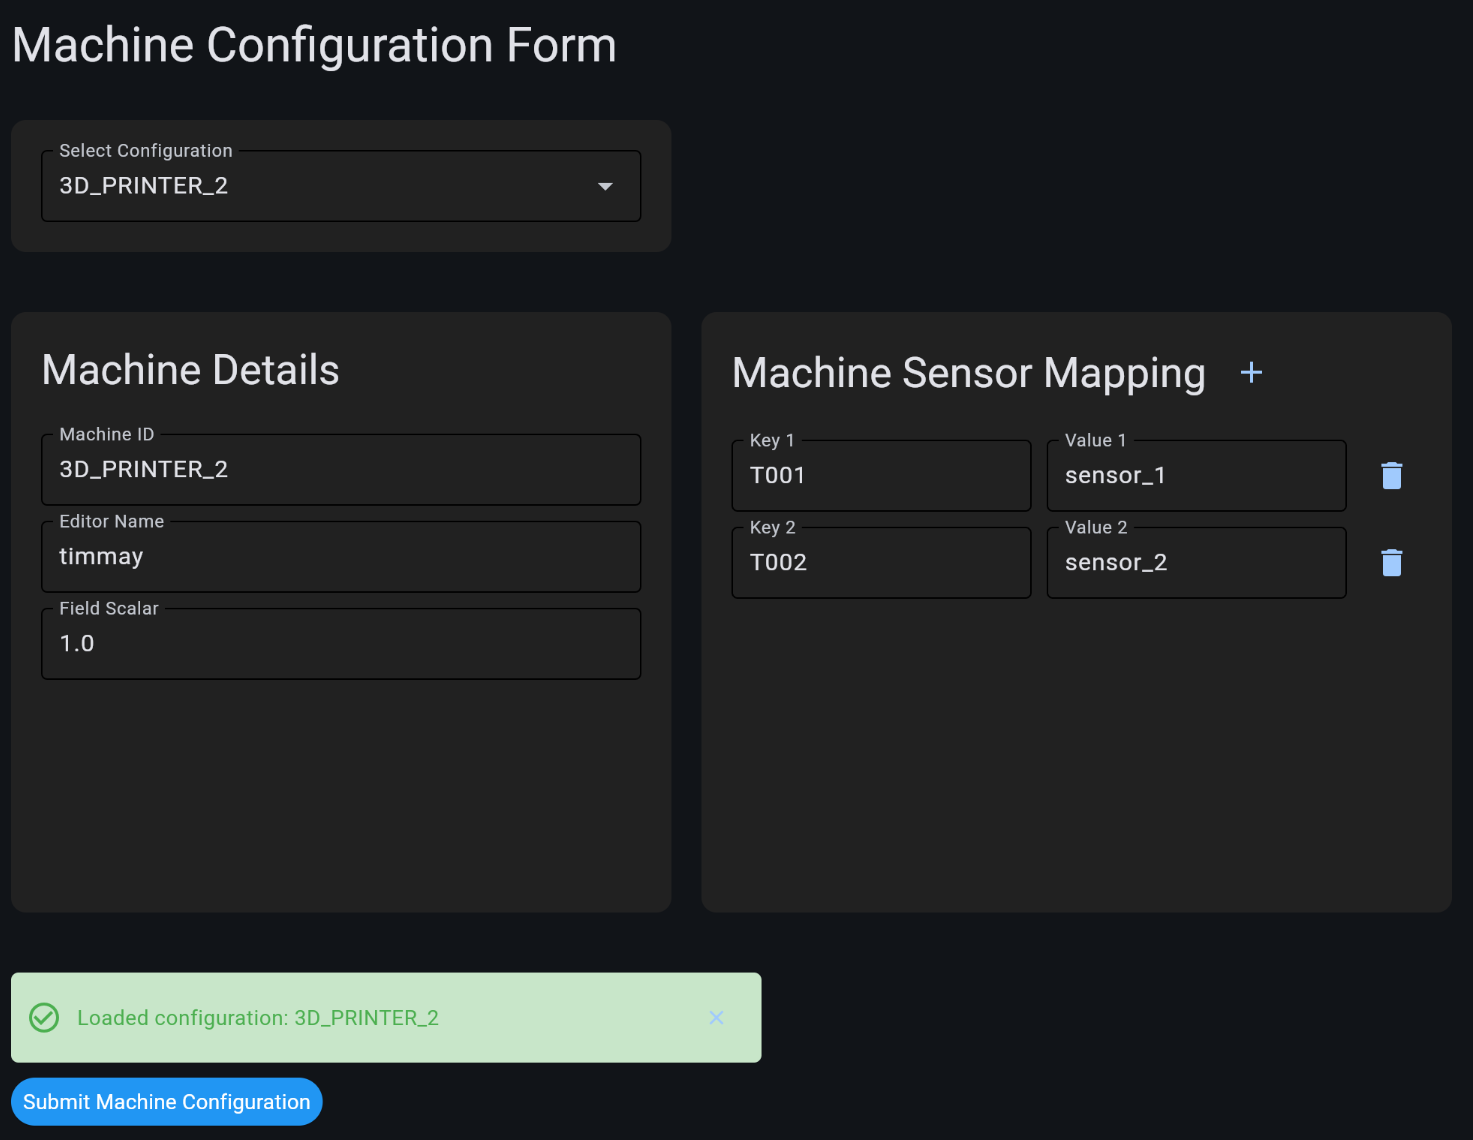 Machine Configuration Form
Select Configuration
3D_PRINTER_2
Machine Details
Machine ID
3D_PRINTER_2
Editor Name
timmay
Field Scalar
1.0
Machine Sensor Mapping +
Key 1 Value 1
T001 sensor_1
Key 2 Value 2
T002 sensor_2
Loaded configuration: 3D_PRINTER_2
Submit Machine Configuration